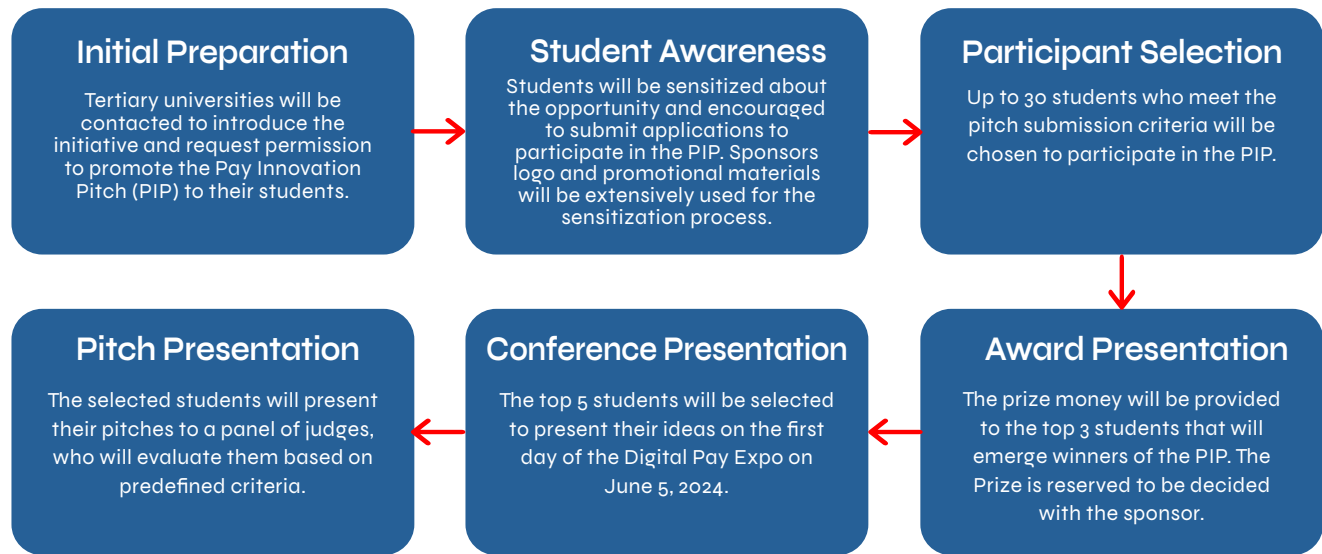 Initial Preparation
Tertiary universities will be
contacted to introduce the
initiative and request permission
to promote the Pay Innovation
Pitch (PIP) to their students.
Student Awareness
Students will be sensitized about
the opportunity and encouraged
to submit applications to
participate in the PIP. Sponsors
logo and promotional materials
will be extensively used for the
sensitization process.
Participant Selection
Up to 30 students who meet the
pitch submission criteria will be
chosen to participate in the PIP.
Award Presentation
The prize money will be provided
to the top 3 students that will
emerge winners of the PIP. The
Prize is reserved to be decided
with the sponsor.
Conference Presentation
The top 5 students will be selected
to present their ideas on the first
day of the Digital Pay Expo on
June 5, 2024.
Pitch Presentation
The selected students will present
their pitches to a panel of judges,
who will evaluate them based on
predefined criteria.